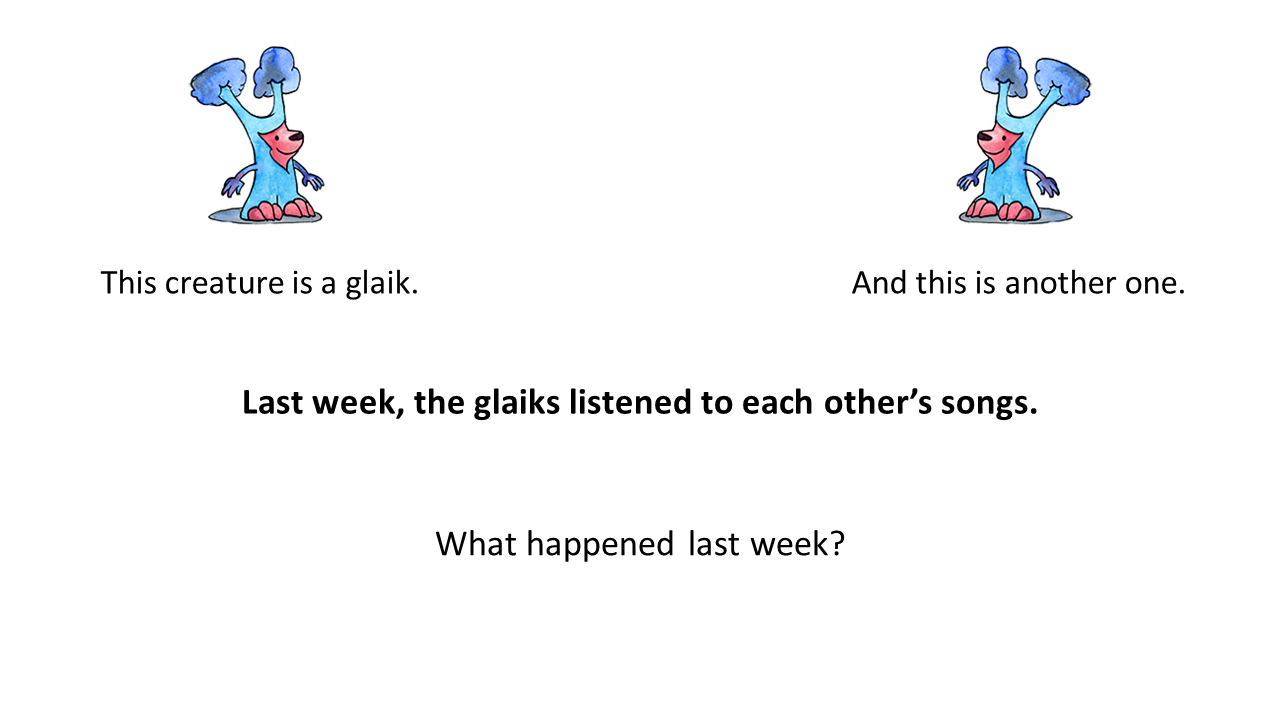 This creature is a glaik.
And this is another one.
Last week, the glaiks listened to each other’s songs.
What happened last week?